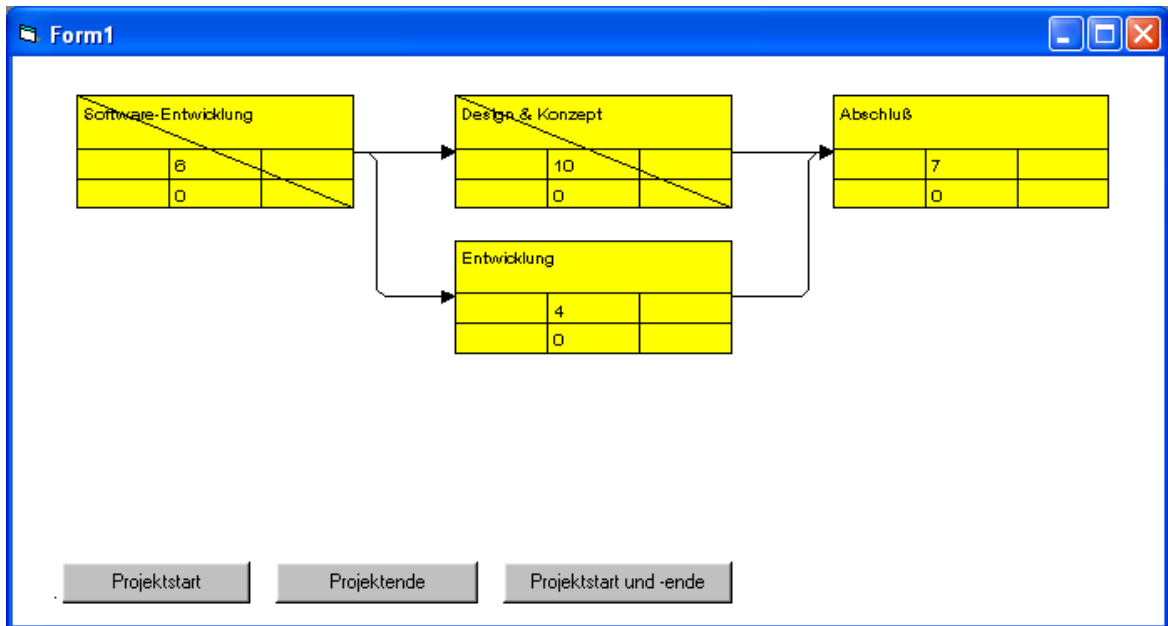 Form1
Software-Entwicklung
6
0
Design & Konzept
10
0
Abschluß
7
0
Entwicklung
4
0
Projektstart
Projektende
Projektstart und -ende